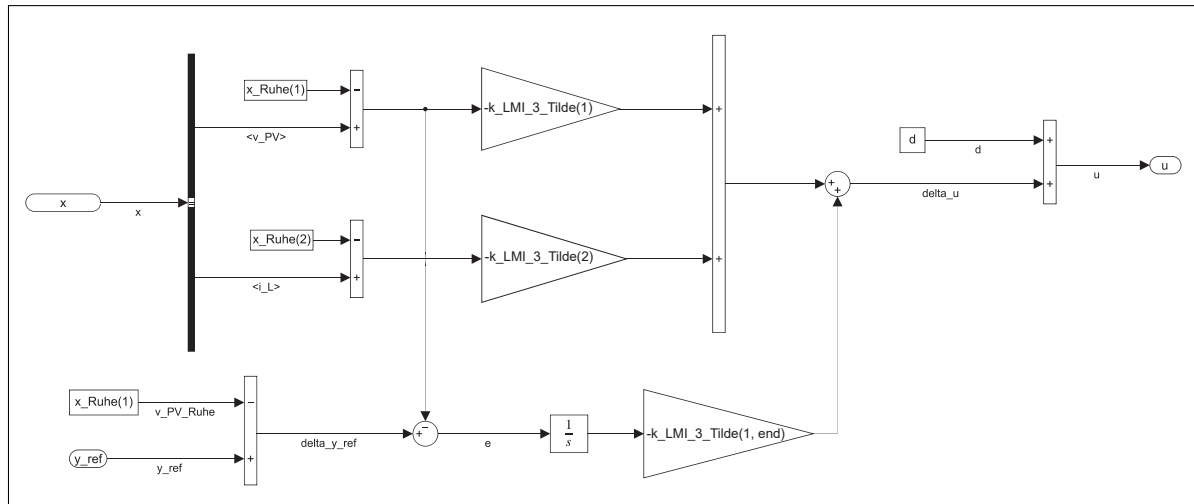 x_Ruhe(1)
−
-k_LMI_3_Tilde(1)
+
+
<v_PV>
d
+
d
x
x
+
+
delta_u
+
u
u
x_Ruhe(2)
−
-k_LMI_3_Tilde(2)
+
+
<i_L>
x_Ruhe(1)
−
v_PV_Ruhe
+
−
delta_y_ref
e
1
s
-k_LMI_3_Tilde(1, end)
y_ref
+
y_ref